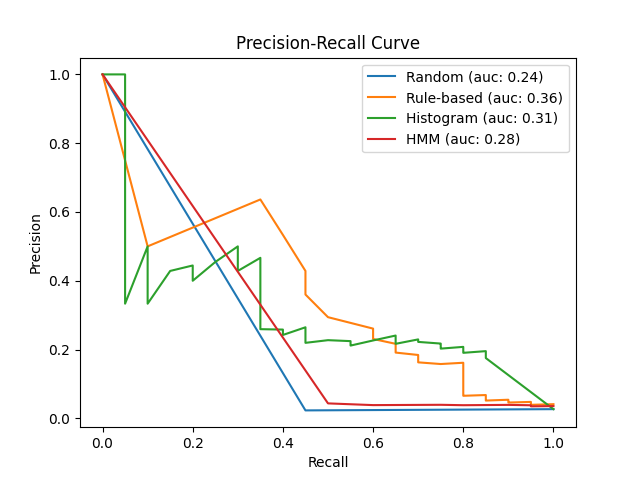 Precision-Recall Curve
Random (auc: 0.24)
Rule-based (auc: 0.36)
Histogram (auc: 0.31)
HMM (auc: 0.28)
Precision
1.0
0.8
0.6
0.4
0.2
0.0
0.0 0.2 0.4 0.6 0.8 1.0
Recall